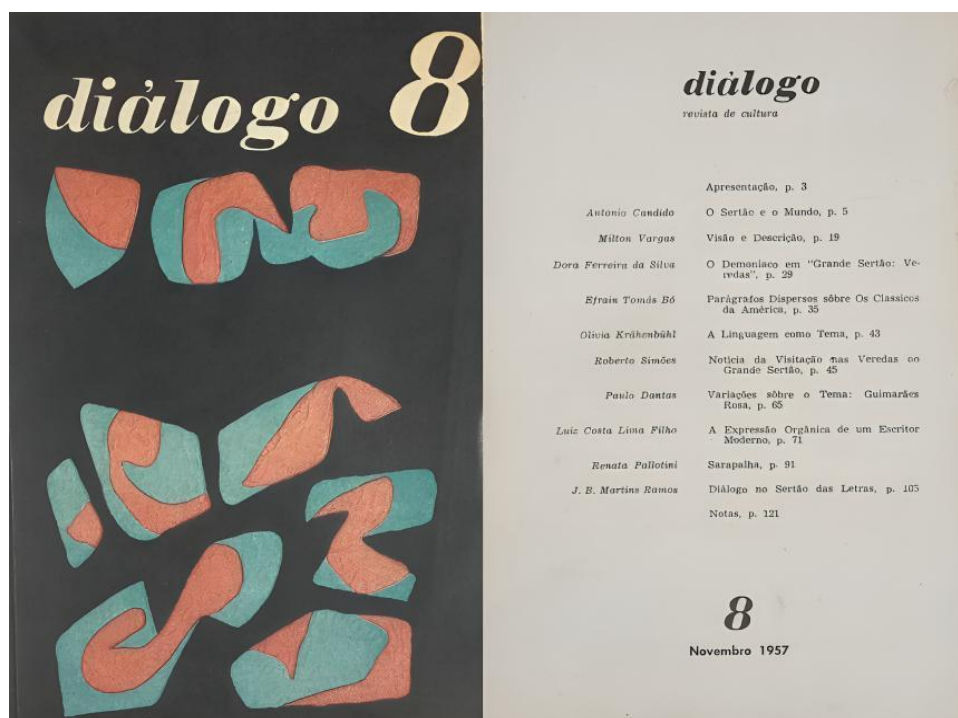 diálogo 8
diálogo
revista de cultura
Apresentação, p. 3
Antonio Candido O Sertão e o Mundo, p. 5
Milton Vargas Visão e Descrição, p. 19
Dora Ferreira da Silva O Demoníaco em "Grande Sertão: Ve-
redas", p. 29
Efrain Tomás Bó Parágrafos Dispersos sôbre Os Classicos
da América, p. 35
Olivia Krähenbühl A Linguagem como Tema, p. 43
Roberto Simões Notícia da Visitação nas Veredas do
Grande Sertão, p. 45
Paulo Dantas Variações sôbre o Tema: Guimarães
Rosa, p. 65
Luiz Costa Lima Filho A Expressão Orgânica de um Escritor
Moderno, p. 71
Renata Pallotini Sarapalha, p. 91
J. B. Martins Ramos Diálogo no Sertão das Letras, p. 105
Notas, p. 121
8
Novembro 1957